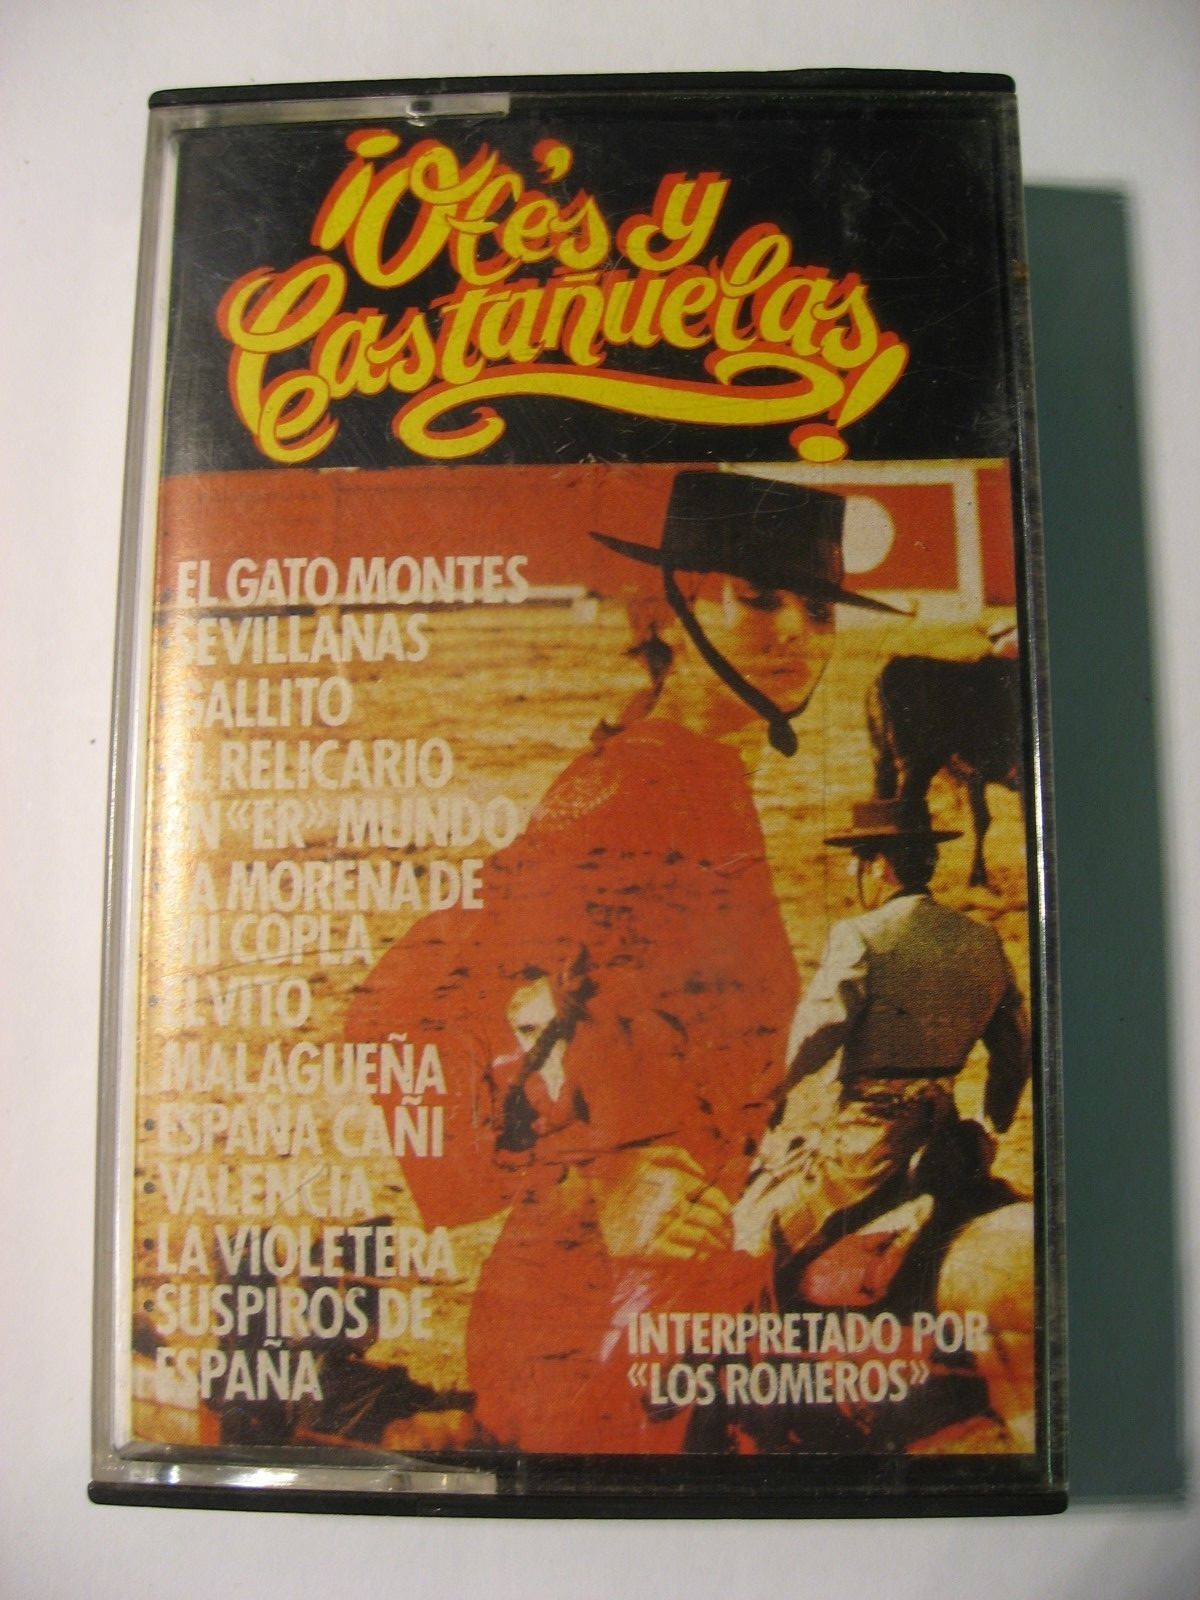 ¡Olé's y
Castañuelas!
EL GATO MONTES
SEVILLANAS
GALLITO
EL RELICARIO
EN «ER» MUNDO
LA MORENA DE
MI COPLA
EL VITO
MALAGUEÑA
ESPAÑA CAÑI
VALENCIA
LA VIOLETERA
SUSPIROS DE
ESPAÑA
INTERPRETADO POR
«LOS ROMEROS»